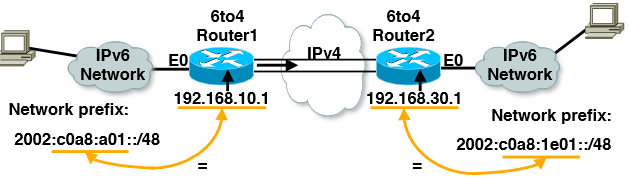 6to4
Router1
6to4
Router2
IPv6
Network
E0
IPv4
E0
IPv6
Network
192.168.10.1
192.168.30.1
Network prefix:
2002:c0a8:a01::/48
Network prefix:
2002:c0a8:1e01::/48
=
=